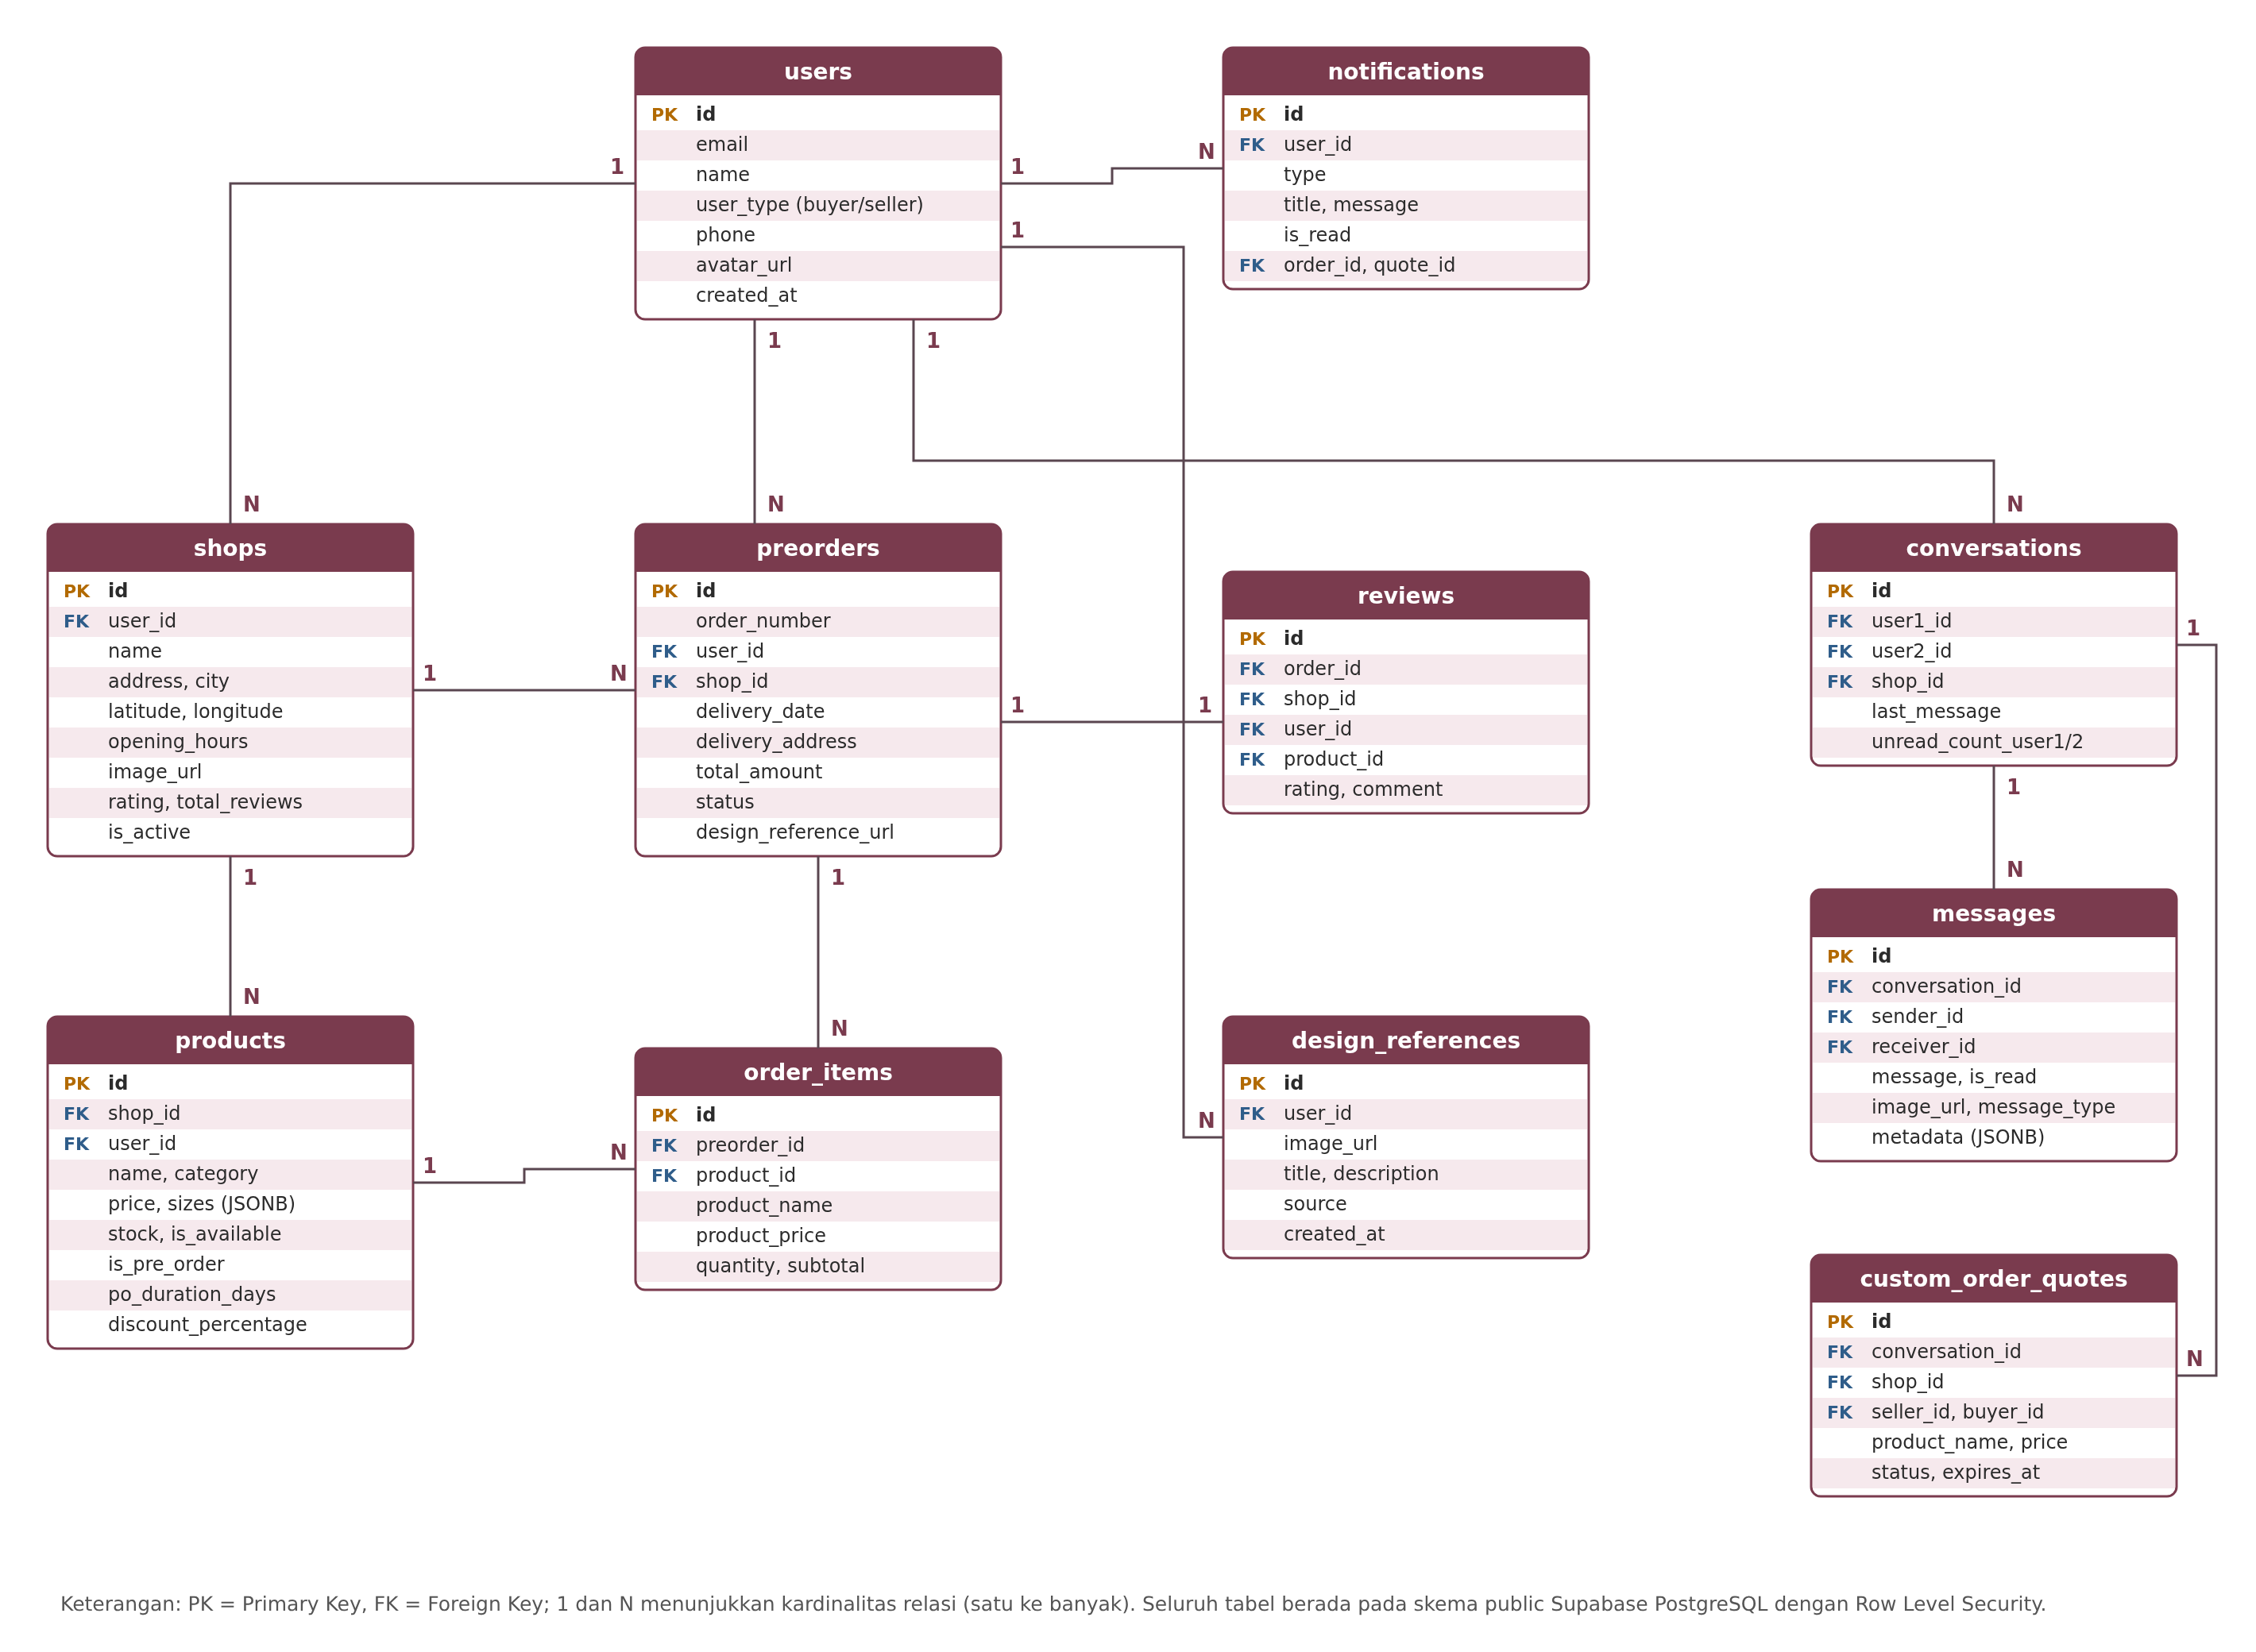 users
PK id
email
name
user_type (buyer/seller)
phone
avatar_url
created_at
1
1
1
1
1
notifications
PK id
FK user_id
type
title, message
is_read
FK order_id, quote_id
N
shops
PK id
FK user_id
name
address, city
latitude, longitude
opening_hours
image_url
rating, total_reviews
is_active
N
1
1
preorders
PK id
order_number
FK user_id
FK shop_id
delivery_date
delivery_address
total_amount
status
design_reference_url
N
N
1
1
reviews
PK id
FK order_id
FK shop_id
FK user_id
FK product_id
rating, comment
1
conversations
PK id
FK user1_id
FK user2_id
FK shop_id
last_message
unread_count_user1/2
N
1
1
products
PK id
FK shop_id
FK user_id
name, category
price, sizes (JSONB)
stock, is_available
is_pre_order
po_duration_days
discount_percentage
N
1
order_items
PK id
FK preorder_id
FK product_id
product_name
product_price
quantity, subtotal
N
N
design_references
PK id
FK user_id
image_url
title, description
source
created_at
N
messages
PK id
FK conversation_id
FK sender_id
FK receiver_id
message, is_read
image_url, message_type
metadata (JSONB)
N
custom_order_quotes
PK id
FK conversation_id
FK shop_id
FK seller_id, buyer_id
product_name, price
status, expires_at
N
Keterangan: PK = Primary Key, FK = Foreign Key; 1 dan N menunjukkan kardinalitas relasi (satu ke banyak). Seluruh tabel berada pada skema public Supabase PostgreSQL dengan Row Level Security.